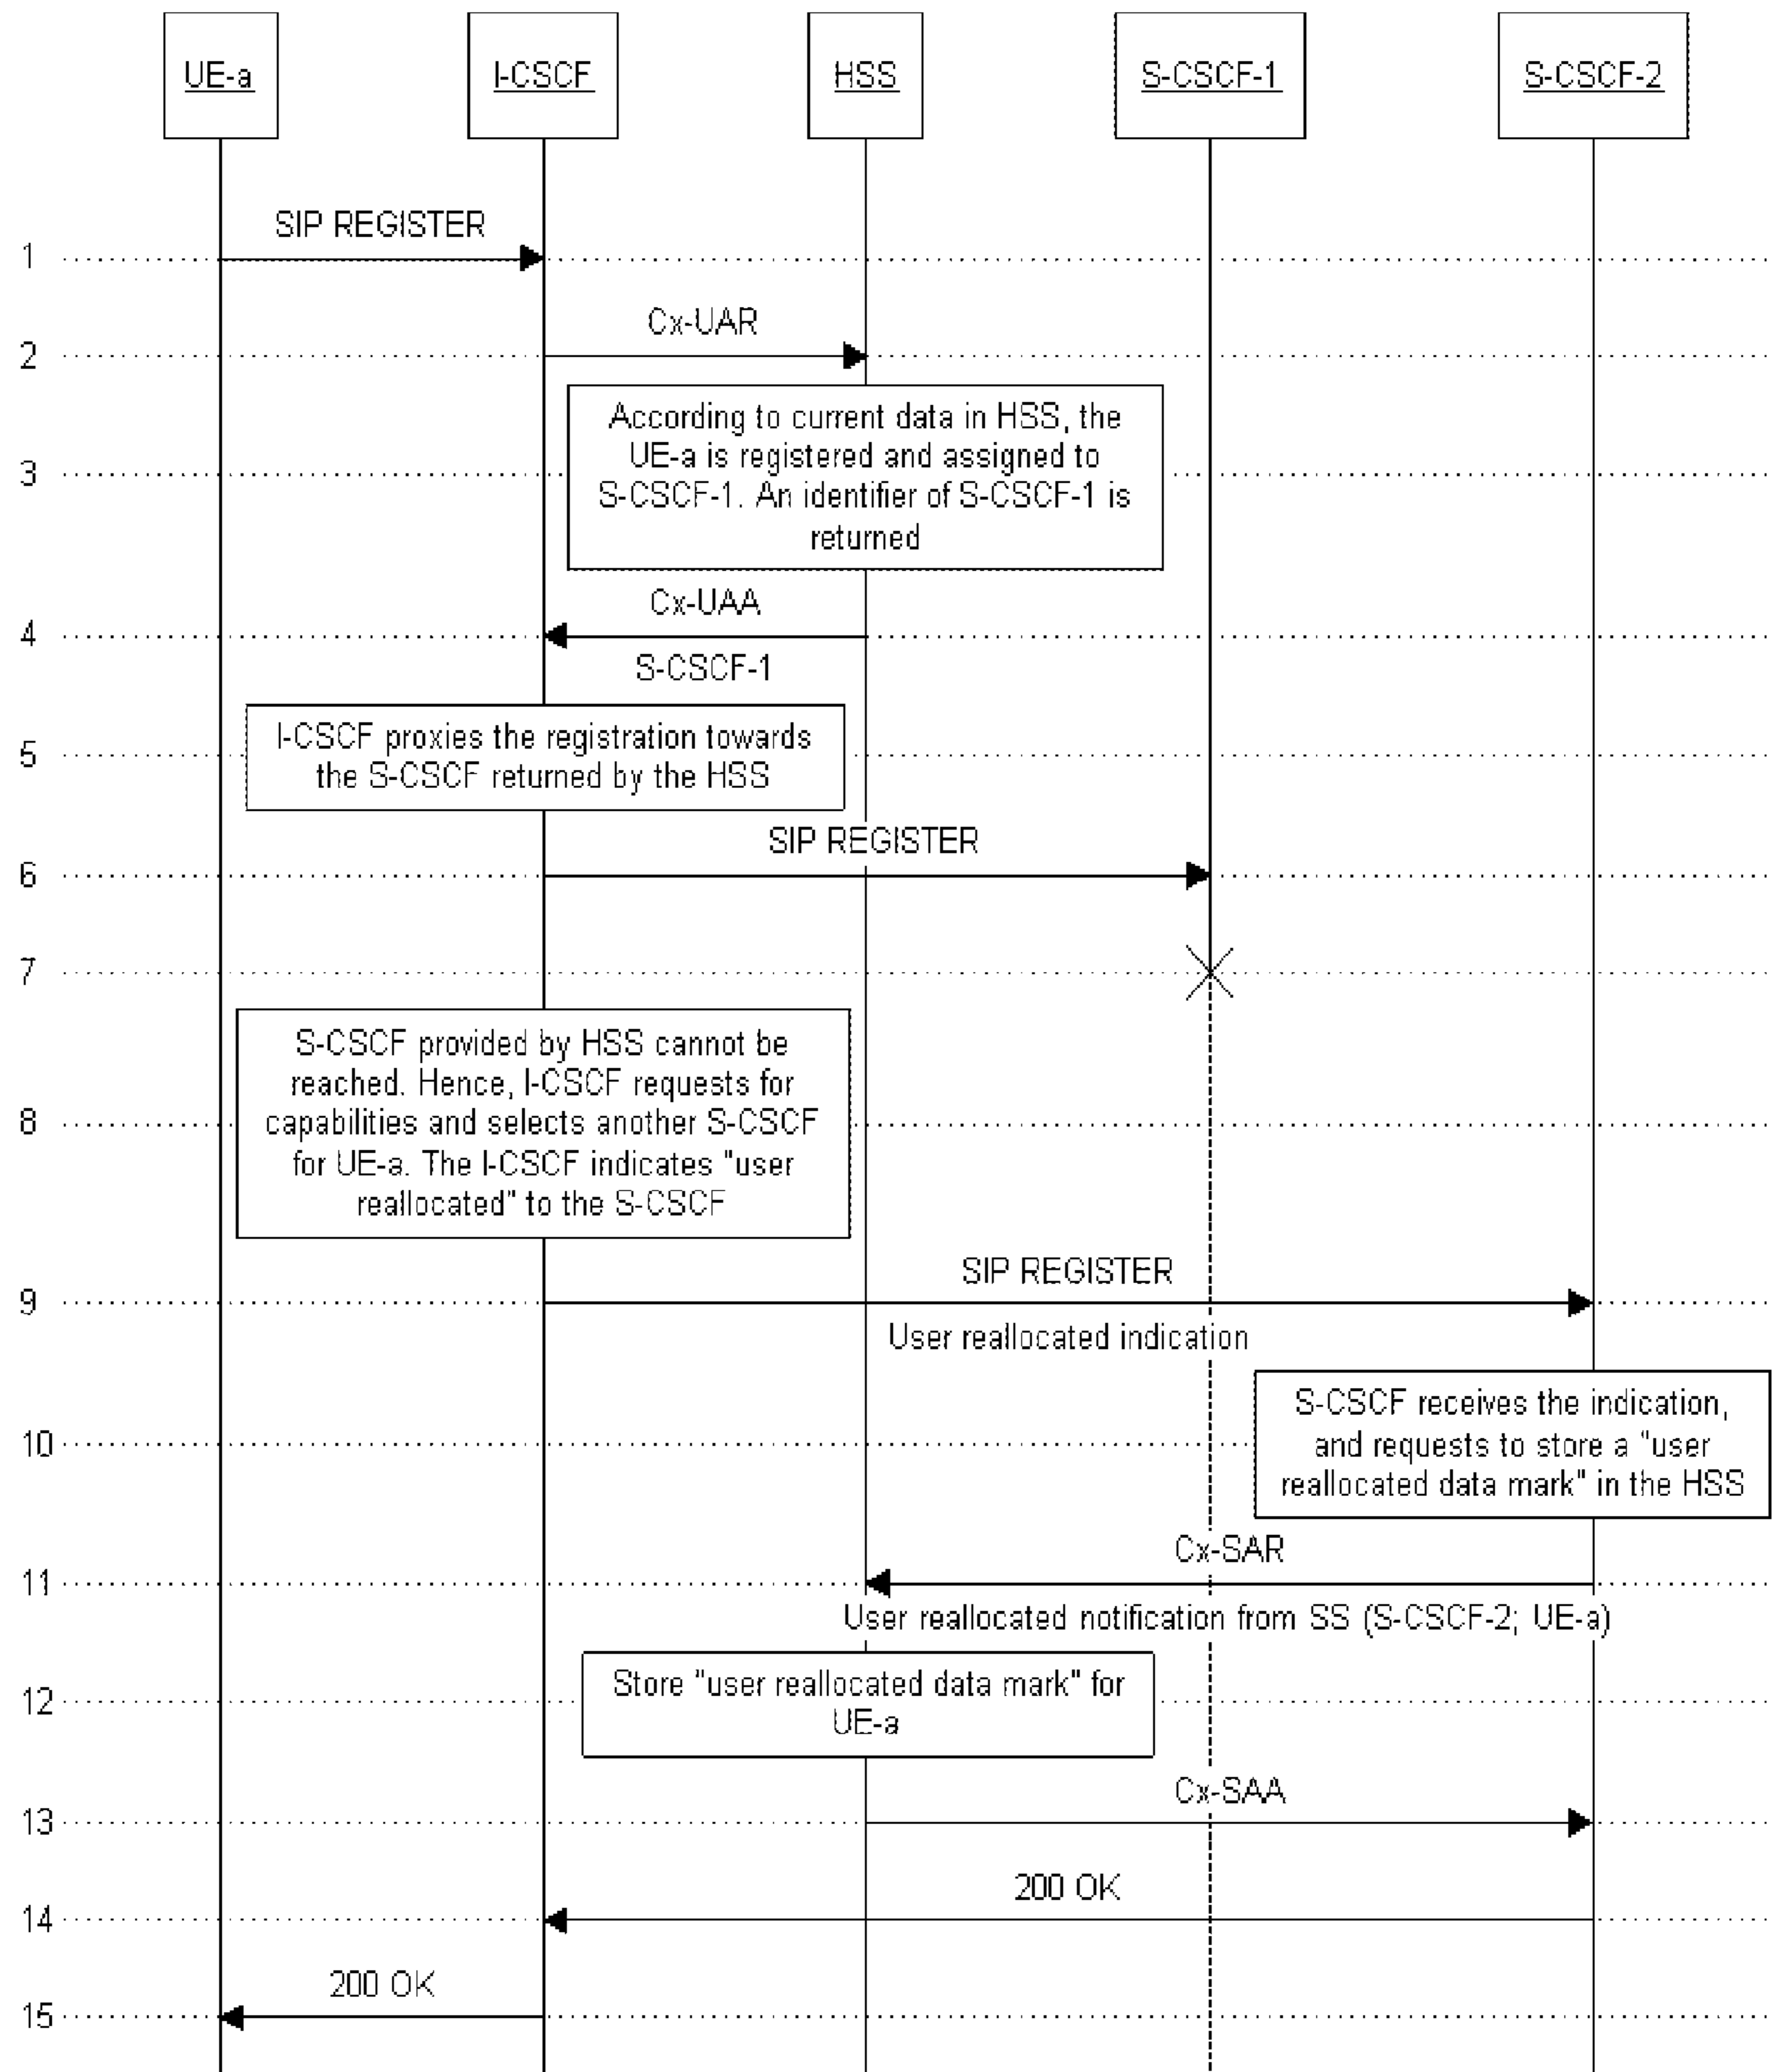 UE-a
I-CSCF
HSS
S-CSCF-1
S-CSCF-2
SIP REGISTER
1
Cx-UAR
2
According to current data in HSS, the
UE-a is registered and assigned to
S-CSCF-1. An identifier of S-CSCF-1 is
returned
3
Cx-UAA
4
S-CSCF-1
I-CSCF proxies the registration towards
the S-CSCF returned by the HSS
5
SIP REGISTER
6
7
S-CSCF provided by HSS cannot be
reached. Hence, I-CSCF requests for
capabilities and selects another S-CSCF
for UE-a. The I-CSCF indicates "user
reallocated" to the S-CSCF
8
SIP REGISTER
9
User reallocated indication
S-CSCF receives the indication,
and requests to store a "user
reallocated data mark" in the HSS
10
Cx-SAR
11
User reallocated notification from SS (S-CSCF-2; UE-a)
Store "user reallocated data mark" for
UE-a
12
Cx-SAA
13
200 OK
14
200 OK
15